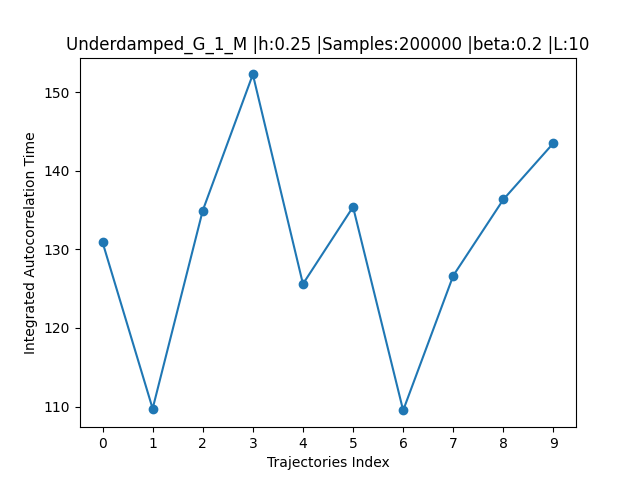 Underdamped_G_1_M |h:0.25 |Samples:200000 |beta:0.2 |L:10
Integrated Autocorrelation Time
150
140
130
120
110
0 1 2 3 4 5 6 7 8 9
Trajectories Index